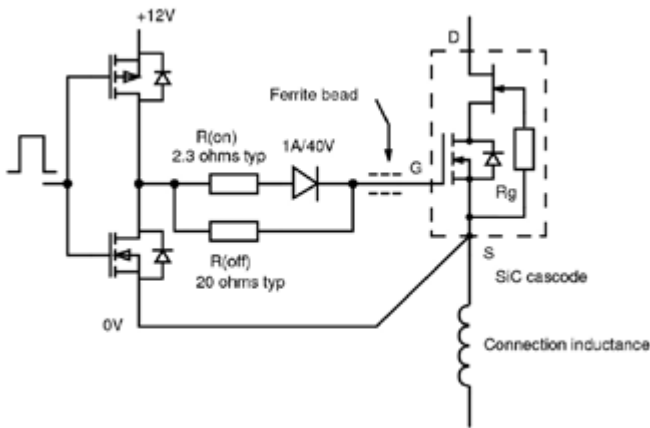 +12V
D
Ferrite bead
R(on)
2.3 ohms typ
1A/40V
G
Rg
R(off)
20 ohms typ
S
SiC cascode
0V
Connection inductance